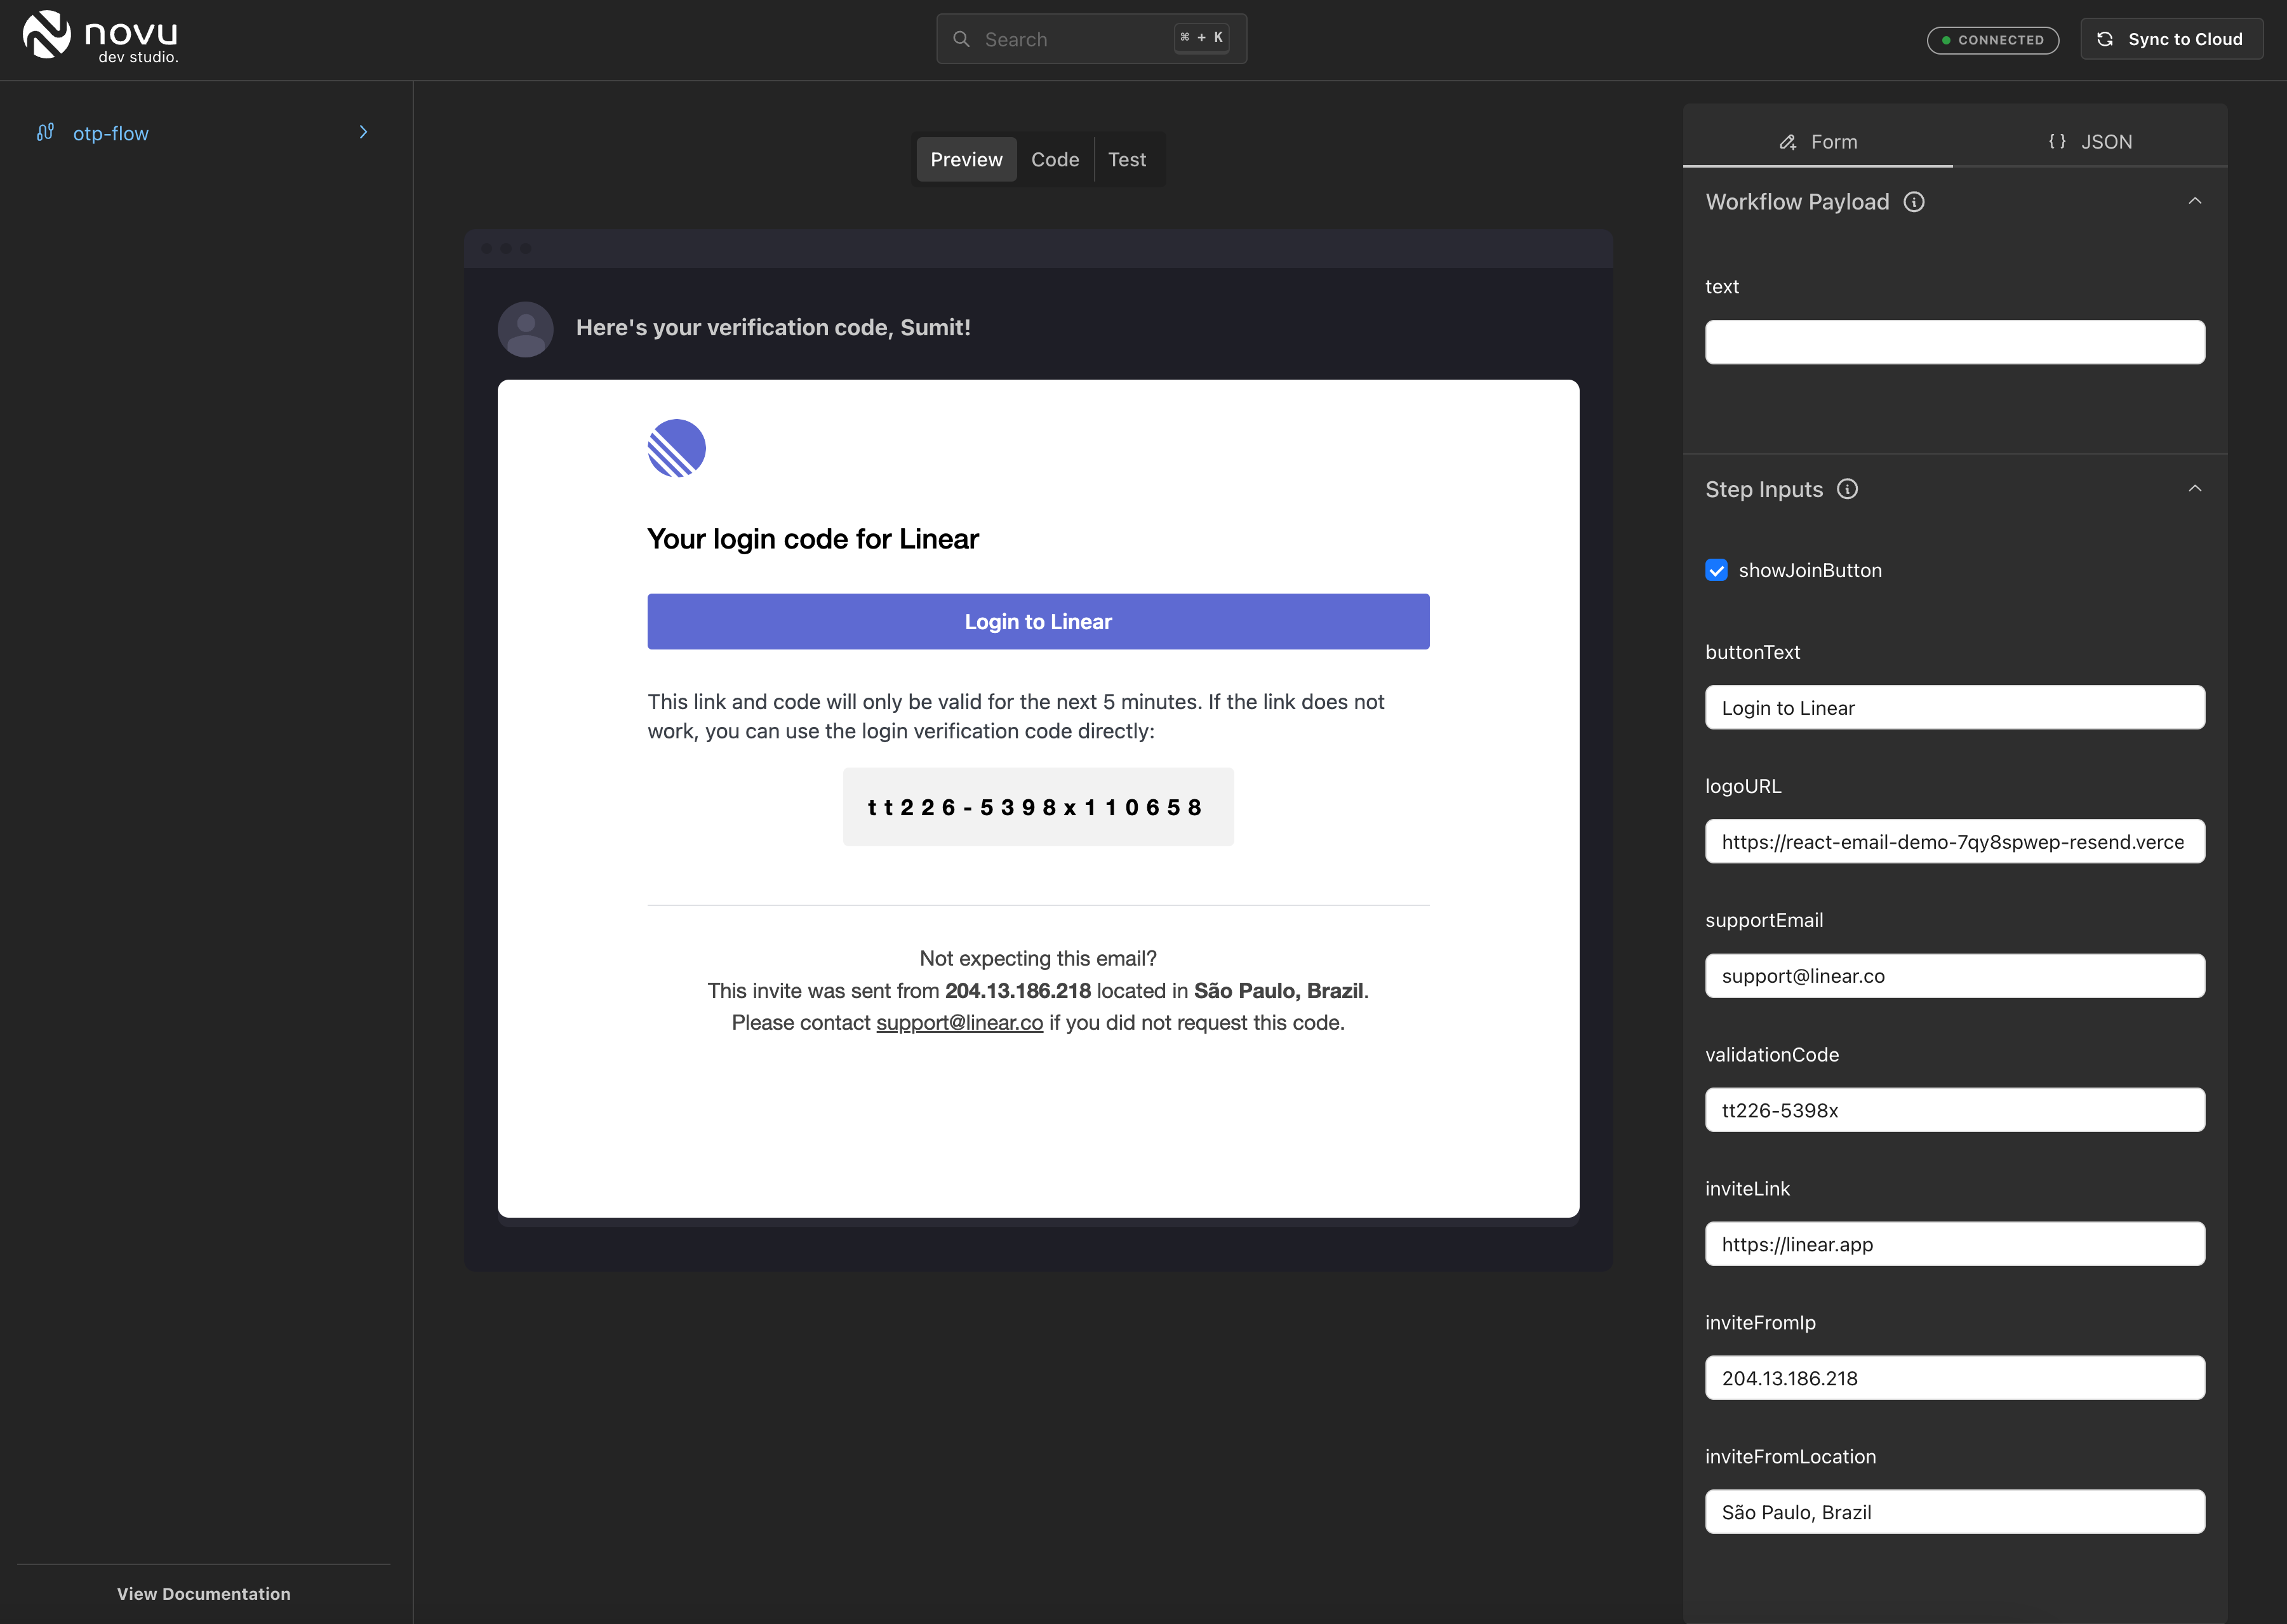 novu
dev studio.
Search
⌘ + K
CONNECTED
Sync to Cloud
otp-flow
Preview
Code
Test
Here's your verification code, Sumit!
Your login code for Linear
Login to Linear
This link and code will only be valid for the next 5 minutes. If the link does not
work, you can use the login verification code directly:
tt226-5398x110658
Not expecting this email?
This invite was sent from 204.13.186.218 located in São Paulo, Brazil.
Please contact support@linear.co if you did not request this code.
Form
{ } JSON
Workflow Payload
text
Step Inputs
showJoinButton
buttonText
Login to Linear
logoURL
https://react-email-demo-7qy8spwep-resend.verce
supportEmail
support@linear.co
validationCode
tt226-5398x
inviteLink
https://linear.app
inviteFromIp
204.13.186.218
inviteFromLocation
São Paulo, Brazil
View Documentation